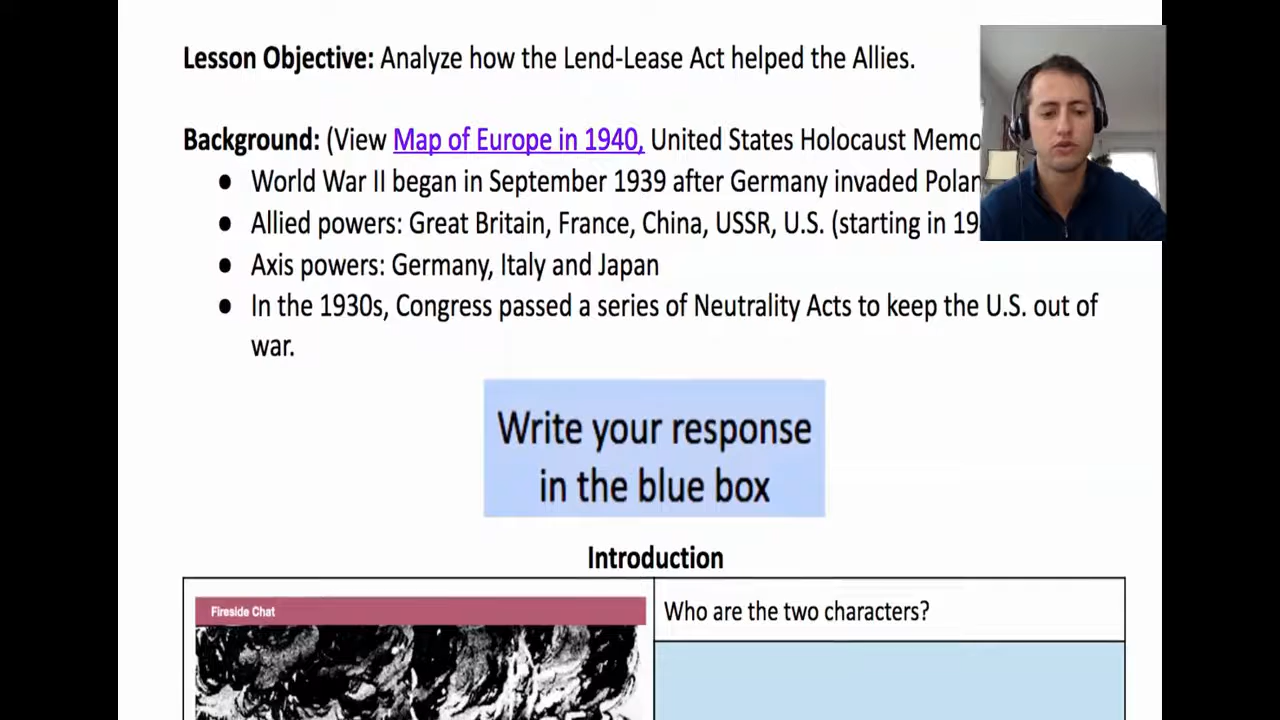 Lesson Objective: Analyze how the Lend-Lease Act helped the Allies.
Background: (View Map of Europe in 1940, United States Holocaust
● World War II began in September 1939 after Germany invaded
● Allied powers: Great Britain, France, China, USSR, U.S. (starting in
● Axis powers: Germany, Italy and Japan
● In the 1930s, Congress passed a series of Neutrality Acts to keep the U.S. out of
war.
Write your response
in the blue box
Introduction
Fireside Chat
Who are the two characters?